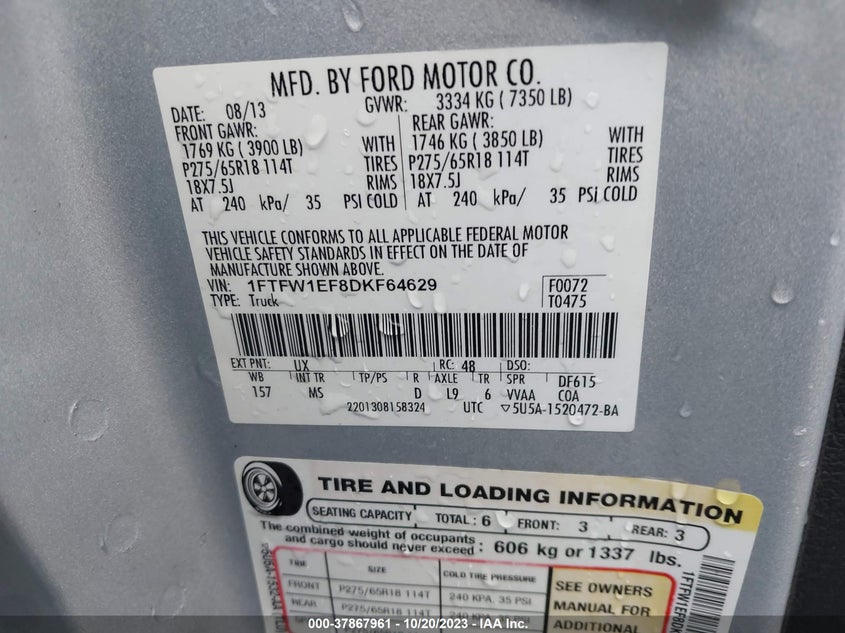 MFD. BY FORD MOTOR CO.
DATE: 08/13 GVWR: 3334 KG ( 7350 LB)
FRONT GAWR: REAR GAWR:
1769 KG ( 3900 LB) WITH 1746 KG ( 3850 LB) WITH
P275/65R18 114T TIRES P275/65R18 114T TIRES
18X7.5J RIMS 18X7.5J RIMS
AT 240 kPa/ 35 PSI COLD AT 240 kPa/ 35 PSi COLD
THIS VEHICLE CONFORMS TO ALL APPLICABLE FEDERAL MOTOR
VEHICLE SAFETY STANDARDS IN EFFECT ON THE DATE OF
MANUFACTURE SHOWN ABOVE.
VIN: 1FTFW1EF8DKF64629 F0072
TYPE: Truck T0475
EXT PNT: UX RC: 48 DSO:
WB INT TR TP/PS R AXLE TR SPR DF615
157 MS D L9 6 VVAA COA
2201308158324 UTC ▽5U5A-1520472-BA
TIRE AND LOADING INFORMATION
SEATING CAPACITY TOTAL: 6 FRONT: 3 REAR: 3
The combined weight of occupants
and cargo should never exceed: 606 kg or 1337 lbs.
TIRE SIZE COLD TIRE PRESSURE
FRONT P275/65R18 114T 240 KPA, 35 PSI
REAR P275/65R18 114T 240 KPA, 35 PSI
SEE OWNERS
MANUAL FOR
ADDITIONAL
000-37867961 - 10/20/2023 - IAA Inc.